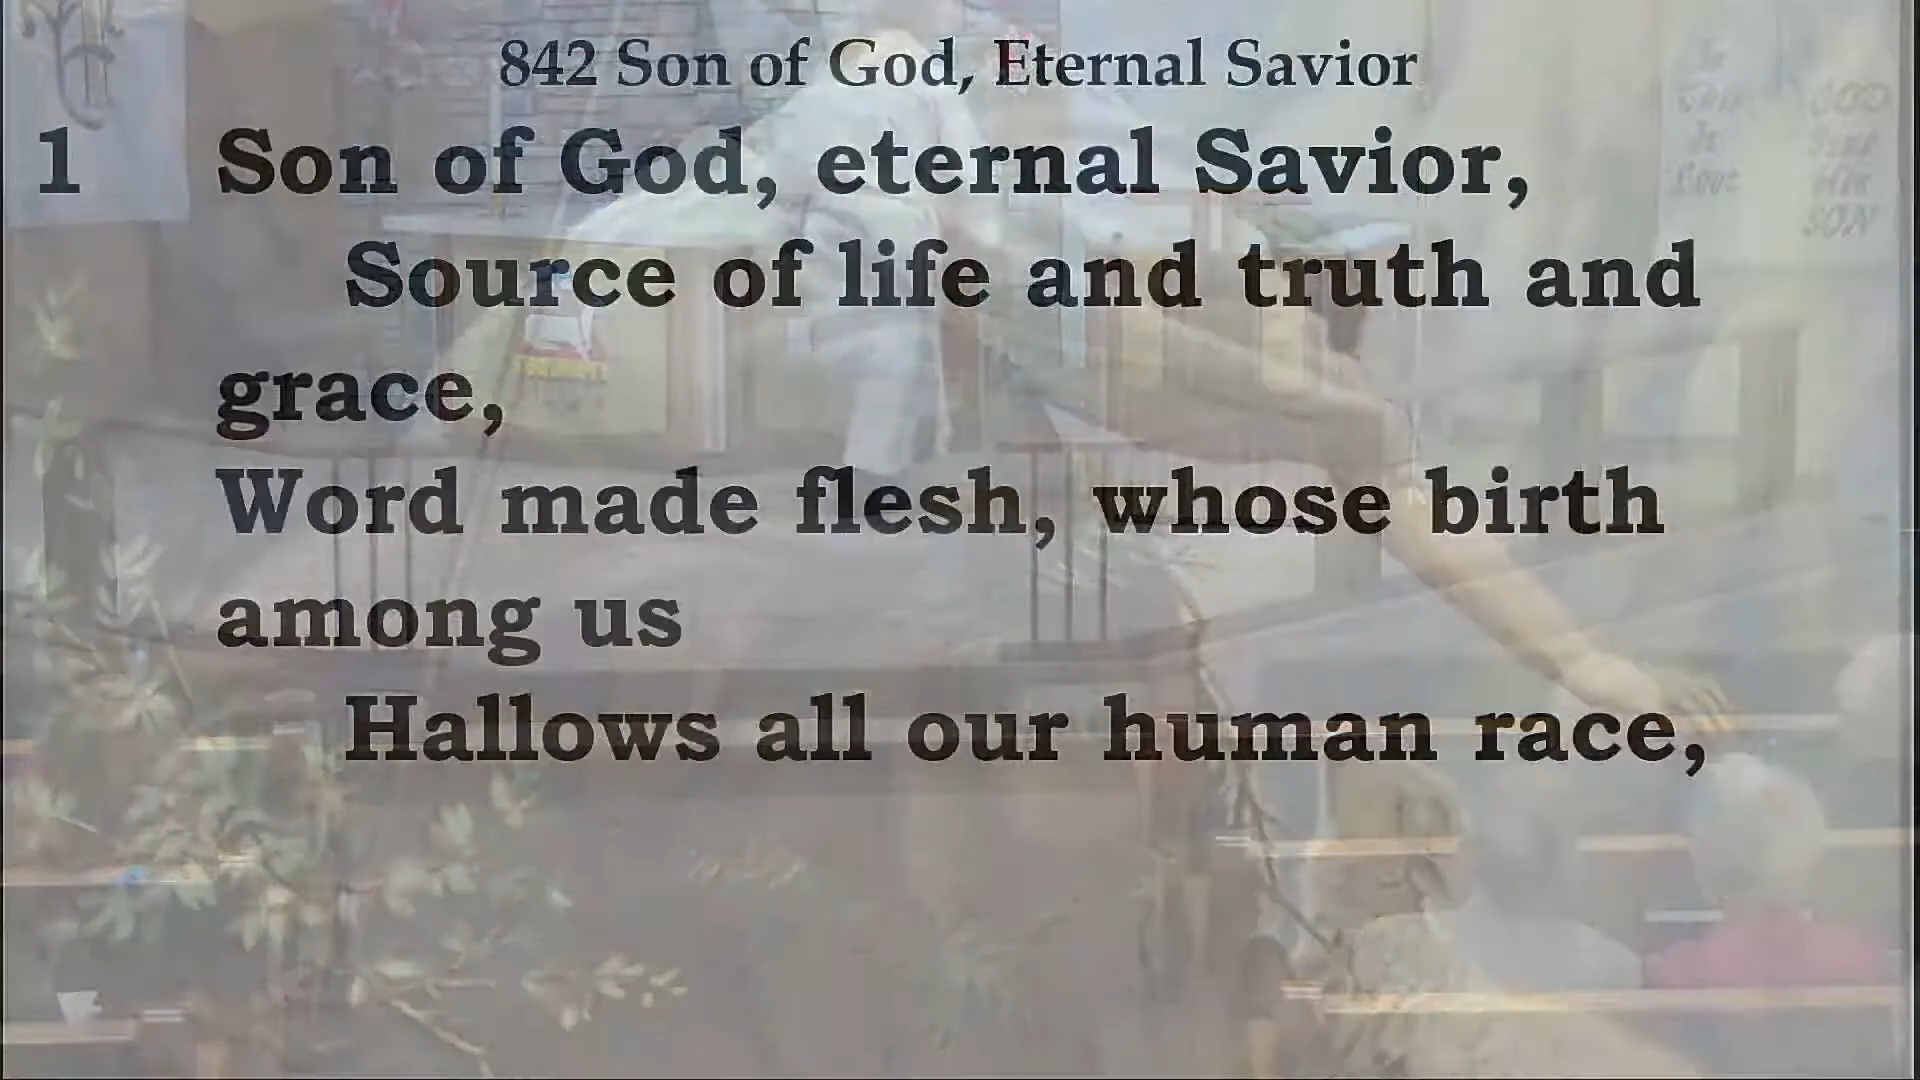 842 Son of God, Eternal Savior
1 Son of God, eternal Savior,
Source of life and truth and
grace,
Word made flesh, whose birth
among us
Hallows all our human race,